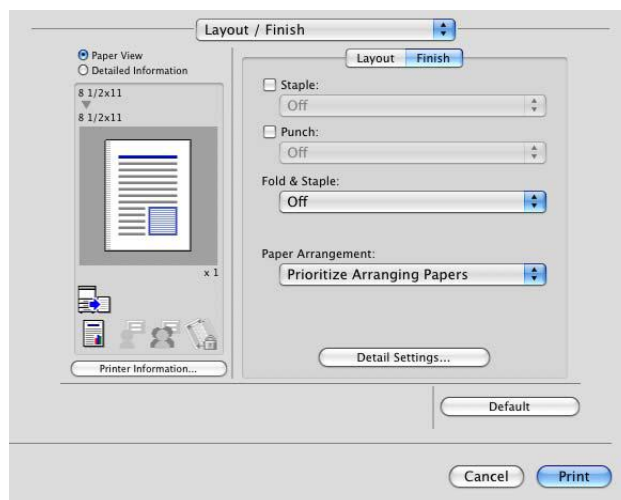 Layout / Finish
Paper View
Detailed Information
8 1/2x11
8 1/2x11
x 1
Printer Information...
Layout Finish
Staple:
Off
Punch:
Off
Fold & Staple:
Off
Paper Arrangement:
Prioritize Arranging Papers
Detail Settings...
Default
Cancel Print